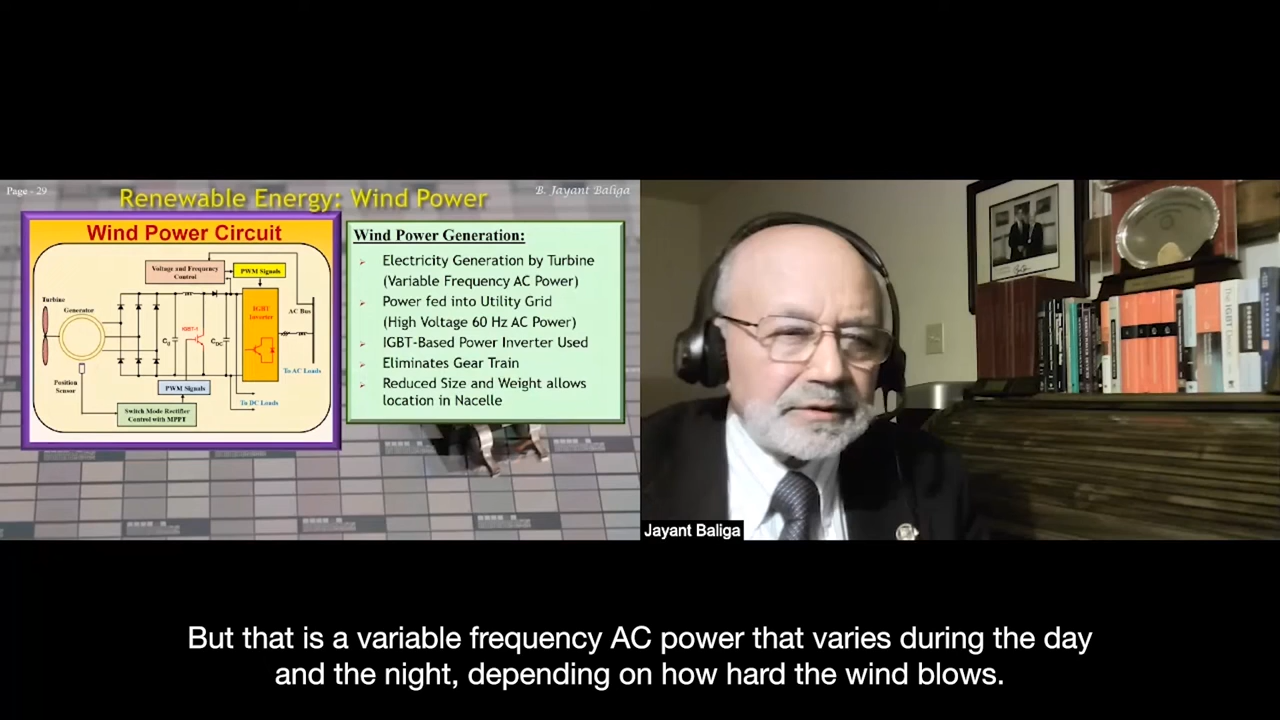 Page - 29
Renewable Energy: Wind Power
B. Jayant Baliga
Wind Power Circuit
Voltage and Frequency
Control
PWM Signals
Turbine
Generator
IGBT-1
IGBT
Inverter
AC Bus
To AC Loads
Position
Sensor
PWM Signals
To DC Loads
Switch Mode Rectifier
Control with MPPT
Wind Power Generation:
Electricity Generation by Turbine
(Variable Frequency AC Power)
Power fed into Utility Grid
(High Voltage 60 Hz AC Power)
IGBT-Based Power Inverter Used
Eliminates Gear Train
Reduced Size and Weight allows
location in Nacelle
Jayant Baliga
But that is a variable frequency AC power that varies during the day
and the night, depending on how hard the wind blows.